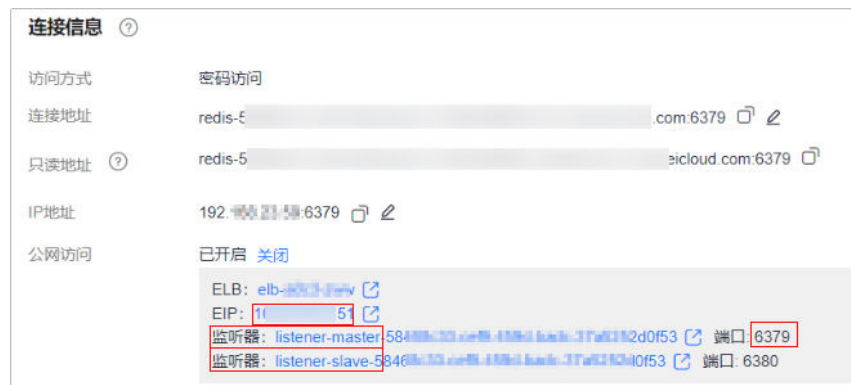 连接信息
访问方式 密码访问
连接地址 redis-5 .com:6379
只读地址 redis-5 eicloud.com:6379
IP地址 192. :6379
公网访问 已开启 关闭
ELB: elb-
EIP: 10 51
监听器: listener-master-584 2d0f53 端口: 6379
监听器: listener-slave-5846 0f53 端口: 6380